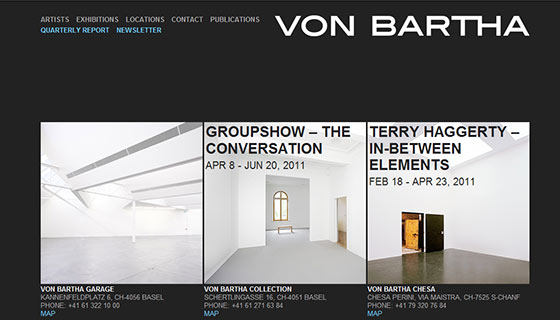 ARTISTS EXHIBITIONS LOCATIONS CONTACT PUBLICATIONS
QUARTERLY REPORT NEWSLETTER
VON BARTHA
GROUPSHOW – THE
CONVERSATION
APR 8 - JUN 20, 2011
TERRY HAGGERTY –
IN-BETWEEN
ELEMENTS
FEB 18 - APR 23, 2011
VON BARTHA GARAGE
KANNENFELDPLATZ 6, CH-4056 BASEL
PHONE: +41 61 322 10 00
MAP
VON BARTHA COLLECTION
SCHERTLINGASSE 16, CH-4051 BASEL
PHONE: +41 61 271 63 84
MAP
VON BARTHA CHESA
CHESA PERINI, VIA MAISTRA, CH-7525 S-CHANF
PHONE: +41 79 320 76 84
MAP